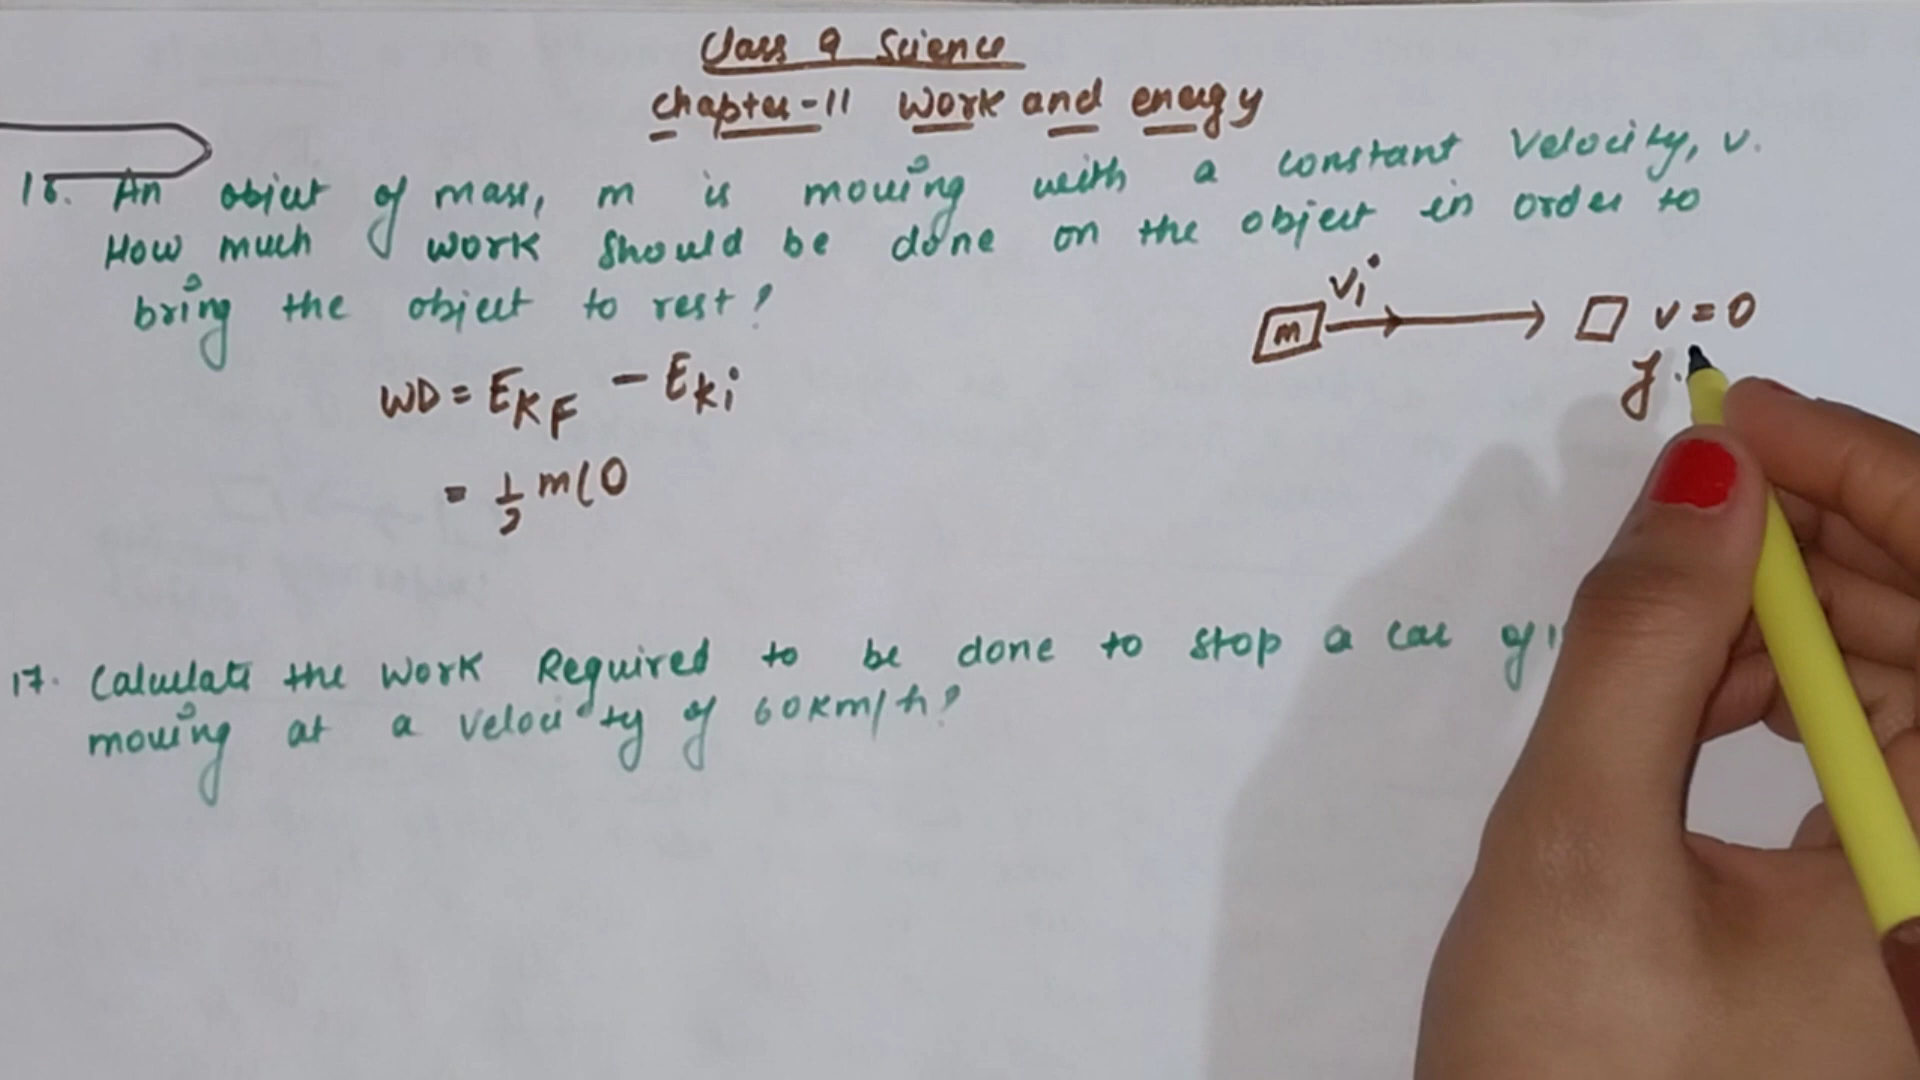 Class 9 Science
Chapter-11 Work and energy
16. An object of mass, m is moving with a constant velocity, v.
How much work should be done on the object in order to
bring the object to rest?
m vi v = 0
f
WD = EKF - Eki
= 1/2 m(0
17. Calculate the work Required to be done to stop a car of
moving at a velocity of 60km/h?